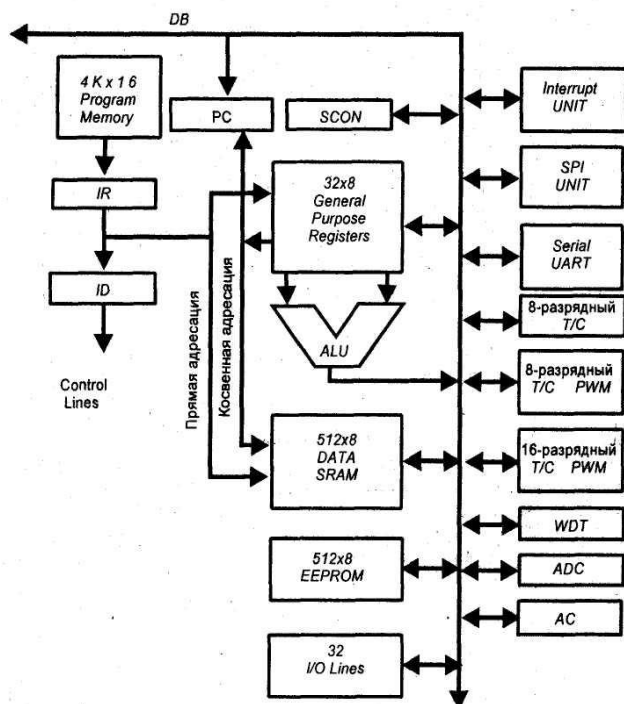 DB
4 K x 1 6
Program
Memory
PC
SCON
Interrupt
UNIT
IR
32x8
General
Purpose
Registers
SPI
UNIT
ID
Serial
UART
Control
Lines
Прямая адресация
Косвенная адресация
ALU
8-разрядный
T/C
8-разрядный
T/C PWM
512x8
DATA
SRAM
16-разрядный
T/C PWM
WDT
512x8
EEPROM
ADC
AC
32
I/O Lines